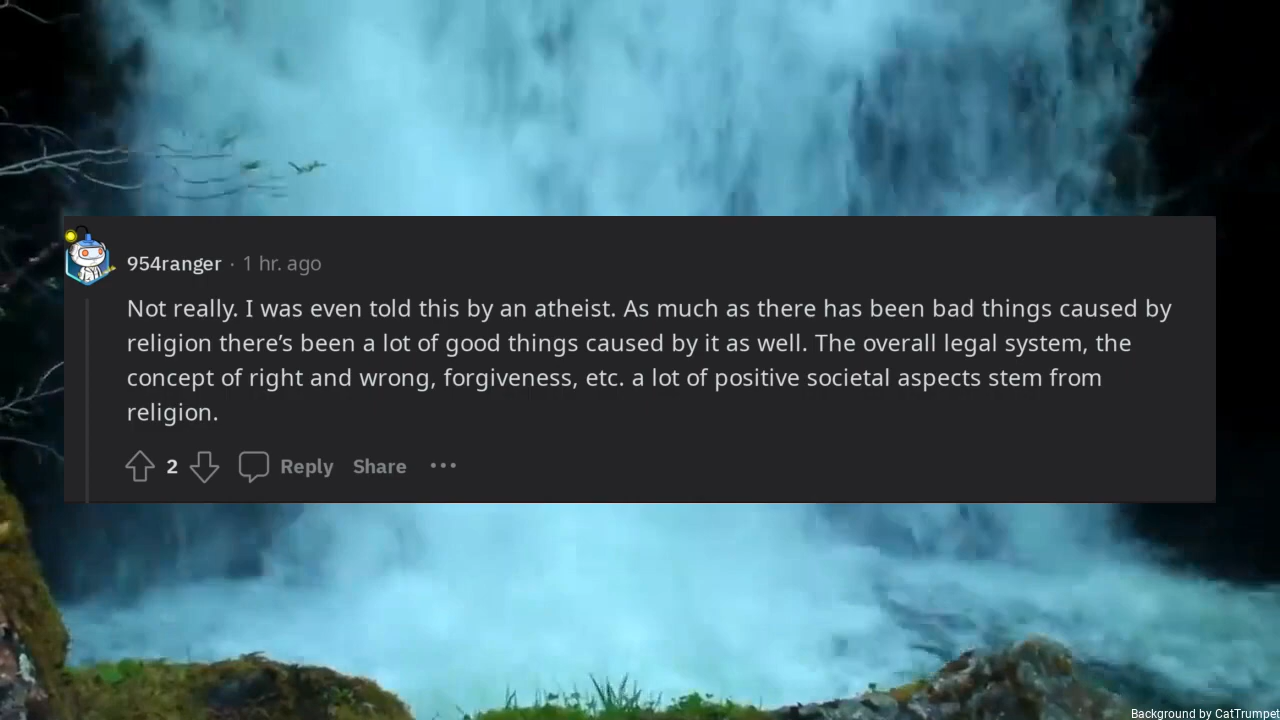 954ranger · 1 hr. ago
Not really. I was even told this by an atheist. As much as there has been bad things caused by
religion there’s been a lot of good things caused by it as well. The overall legal system, the
concept of right and wrong, forgiveness, etc. a lot of positive societal aspects stem from
religion.
2 Reply Share ···
Background by CatTrumpet